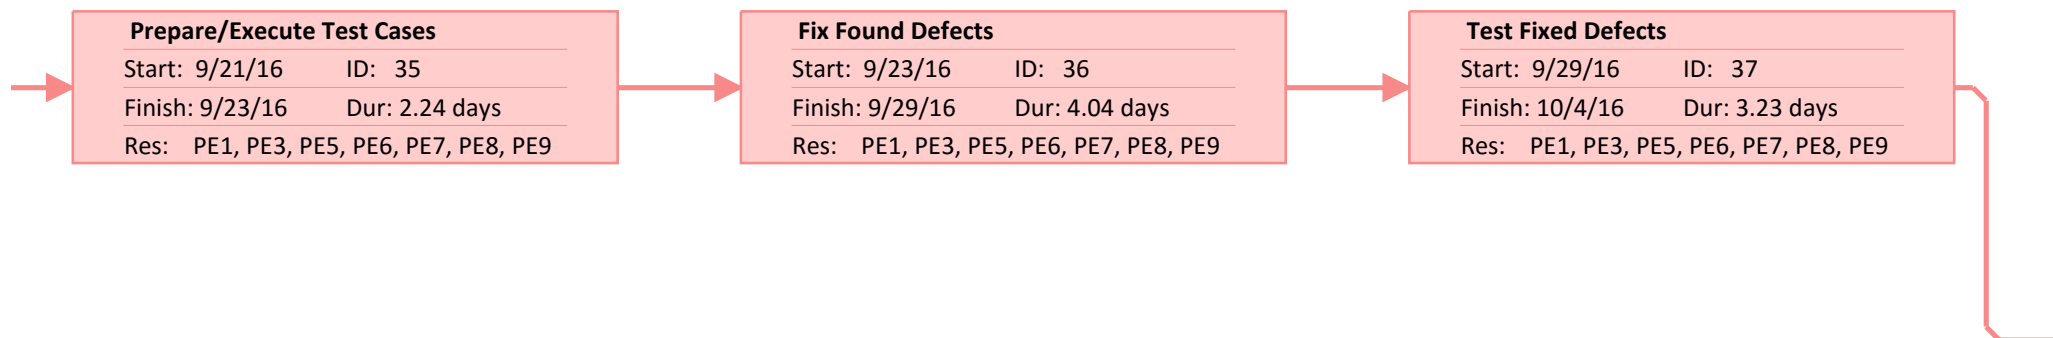 Prepare/Execute Test Cases
Start: 9/21/16 ID: 35
Finish: 9/23/16 Dur: 2.24 days
Res: PE1, PE3, PE5, PE6, PE7, PE8, PE9
Fix Found Defects
Start: 9/23/16 ID: 36
Finish: 9/29/16 Dur: 4.04 days
Res: PE1, PE3, PE5, PE6, PE7, PE8, PE9
Test Fixed Defects
Start: 9/29/16 ID: 37
Finish: 10/4/16 Dur: 3.23 days
Res: PE1, PE3, PE5, PE6, PE7, PE8, PE9